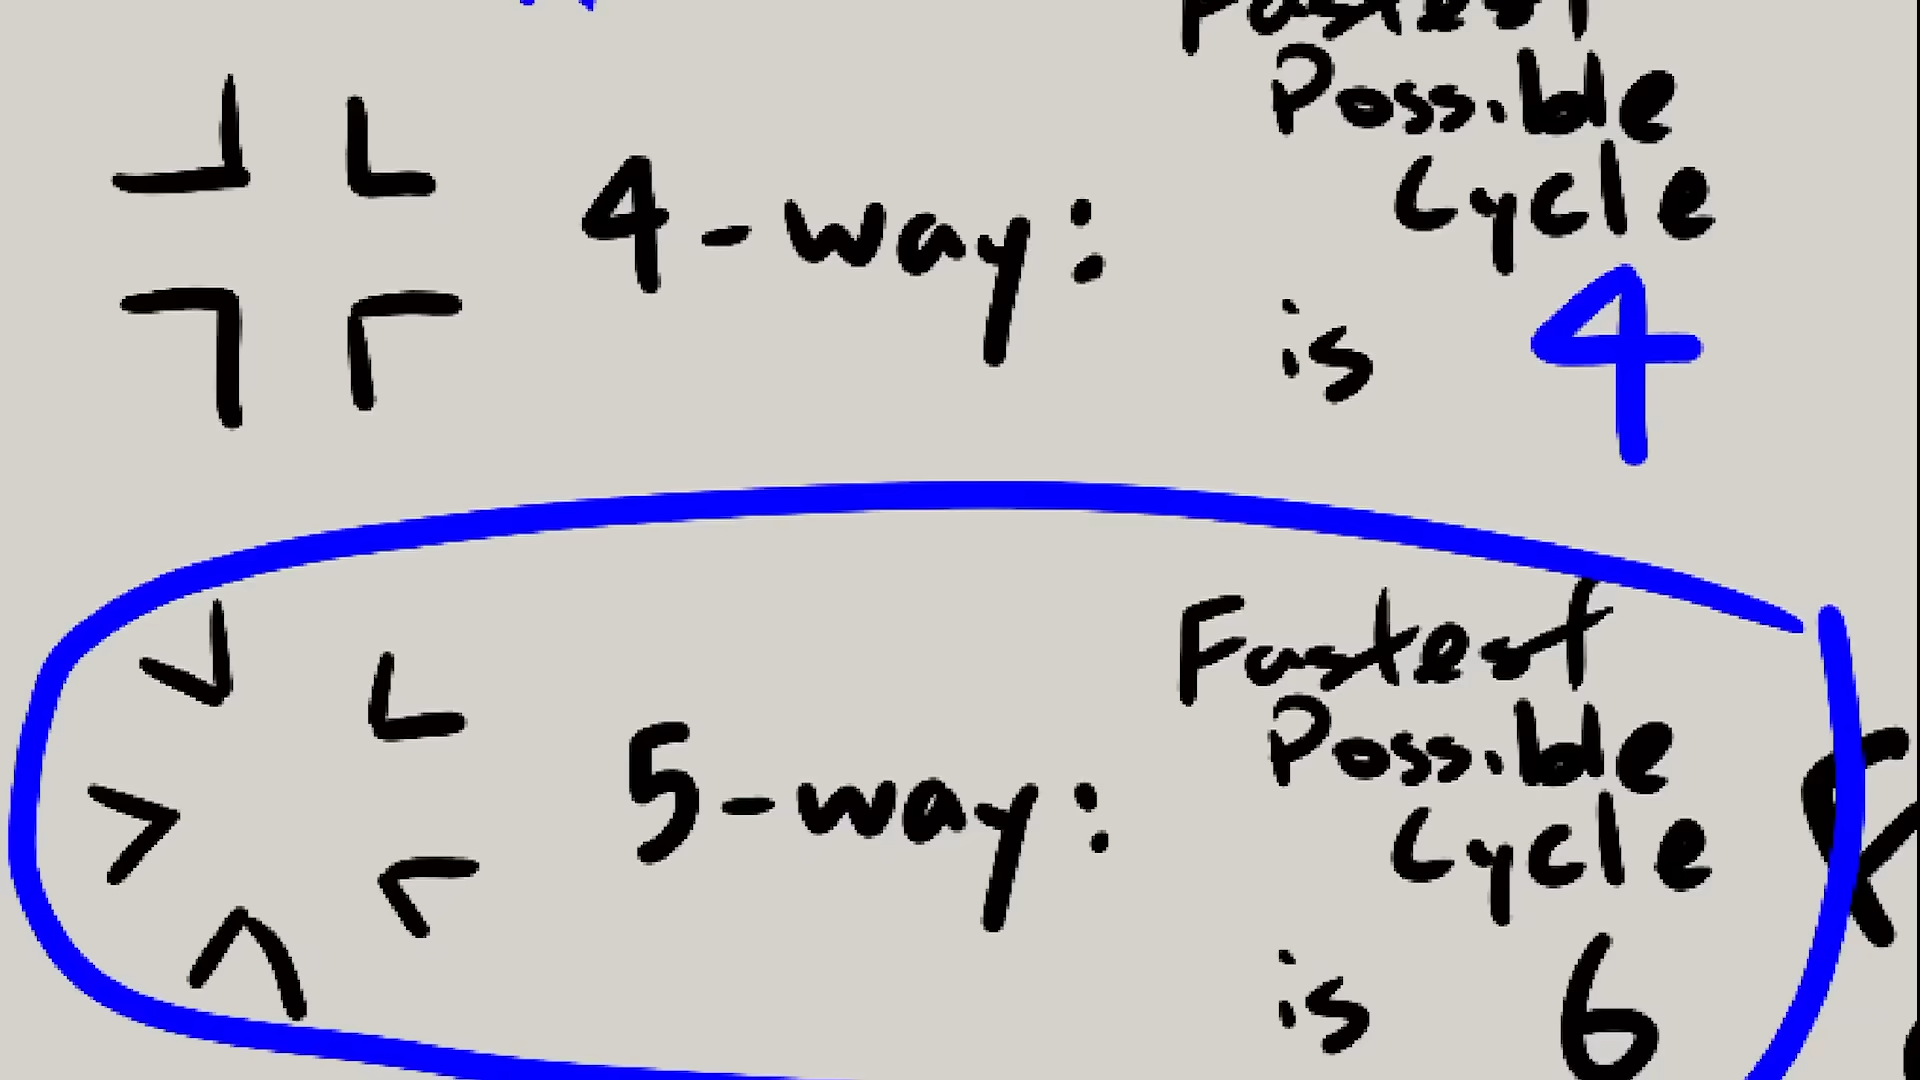 Fastest
Possible
4-way:
Cycle
is 4
Fastest
Possible
5-way:
Cycle
is 6